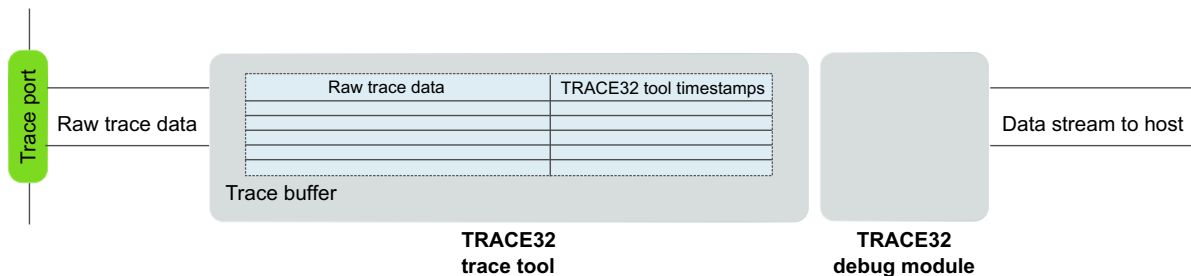 Trace port
Raw trace data
Raw trace data
TRACE32 tool timestamps
Trace buffer
Data stream to host
TRACE32
trace tool
TRACE32
debug module